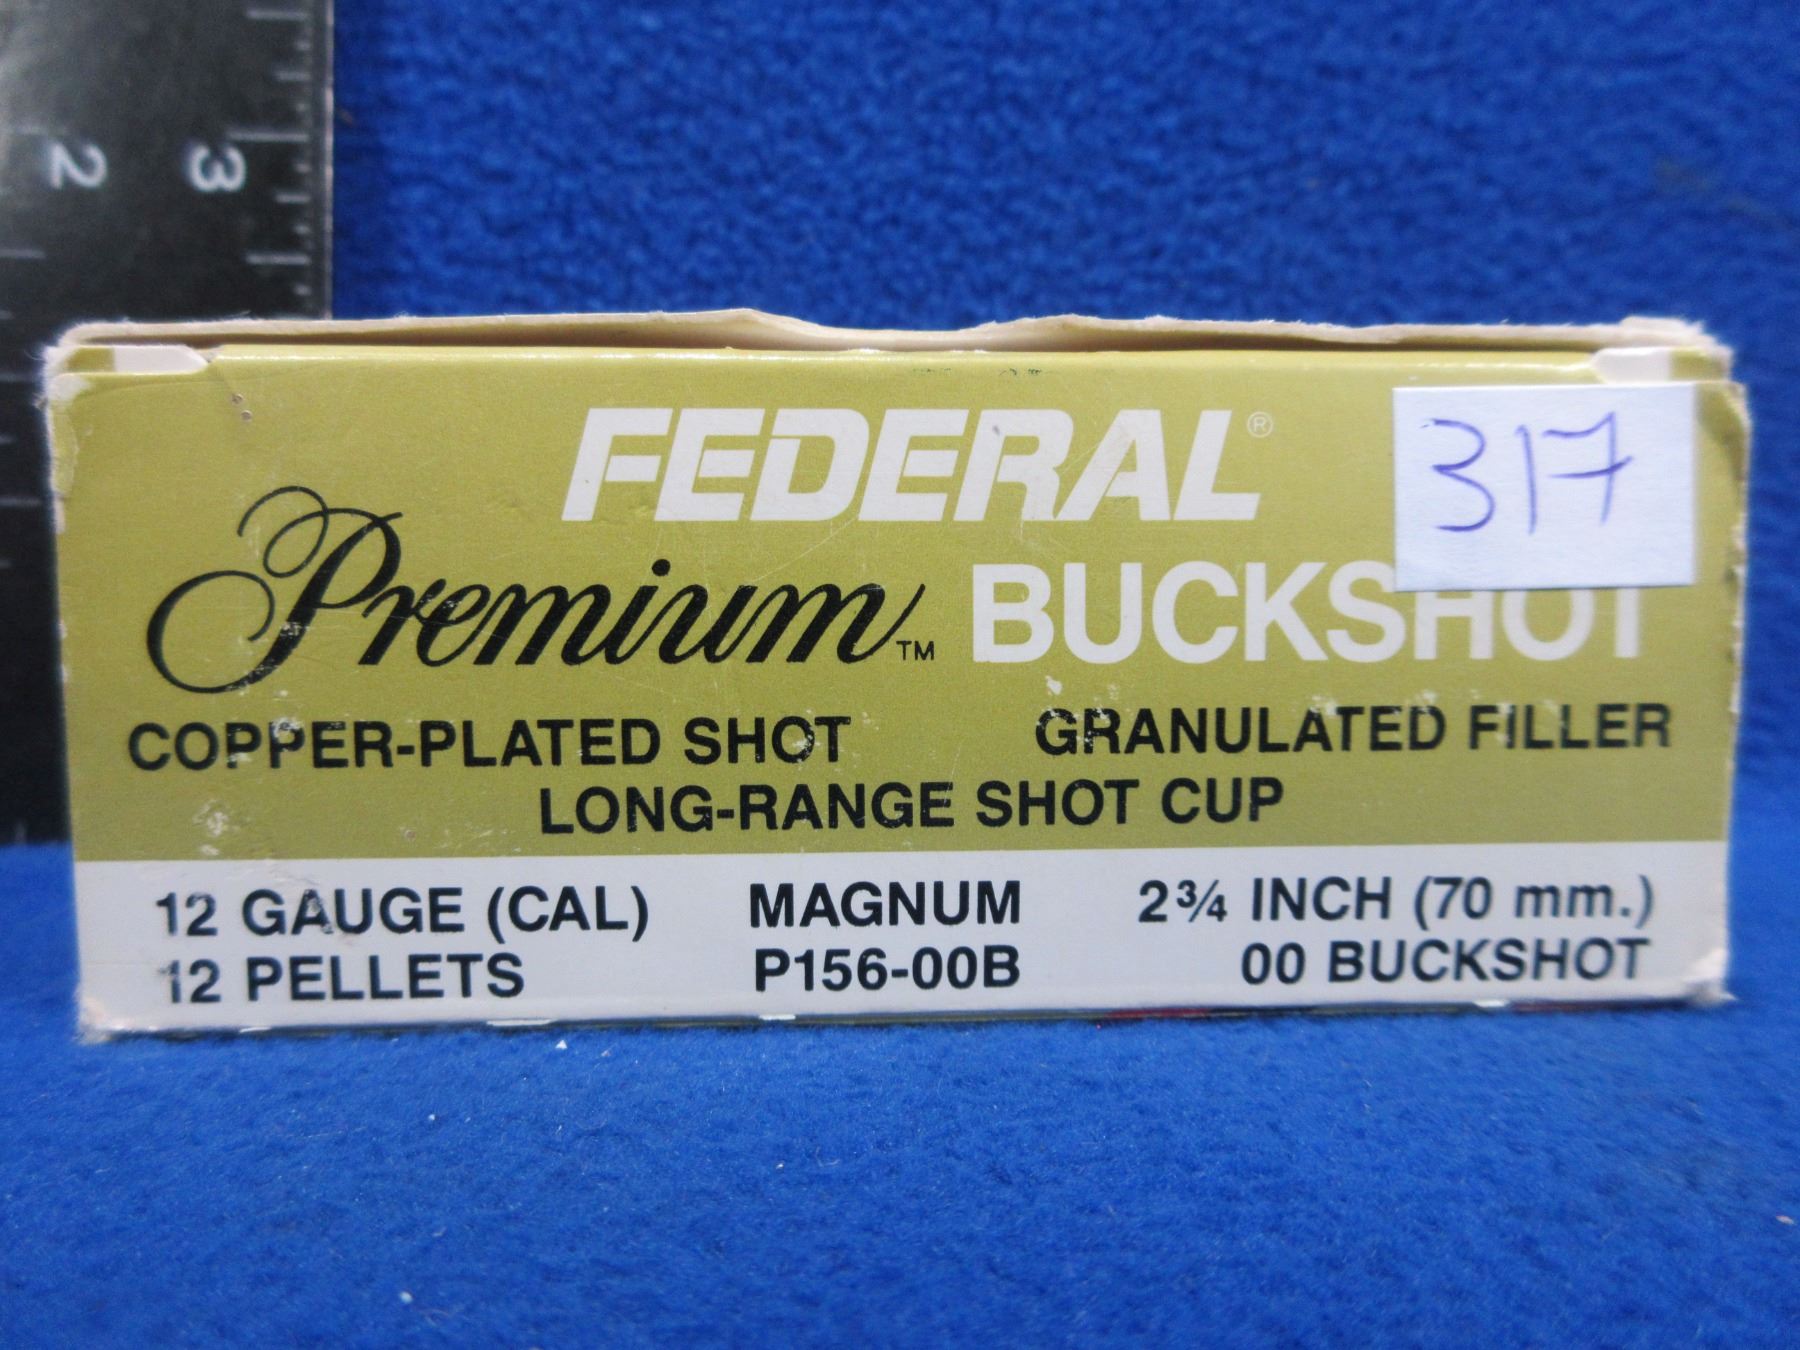 2 3
FEDERAL®
317
Premium™ BUCKSHOT
COPPER-PLATED SHOT GRANULATED FILLER
LONG-RANGE SHOT CUP
12 GAUGE (CAL) MAGNUM 2¾ INCH (70 mm.)
12 PELLETS P156-00B 00 BUCKSHOT